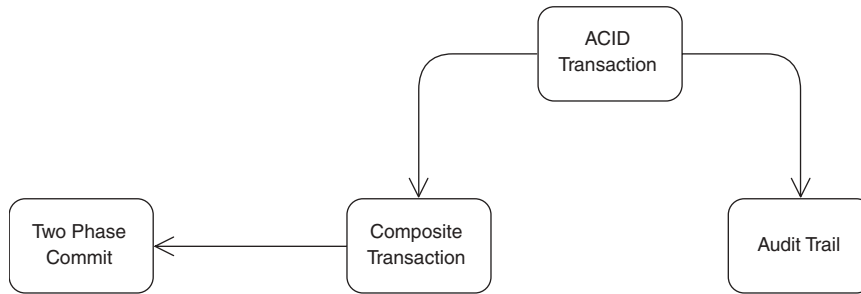 ACID
Transaction
Two Phase
Commit
Composite
Transaction
Audit Trail